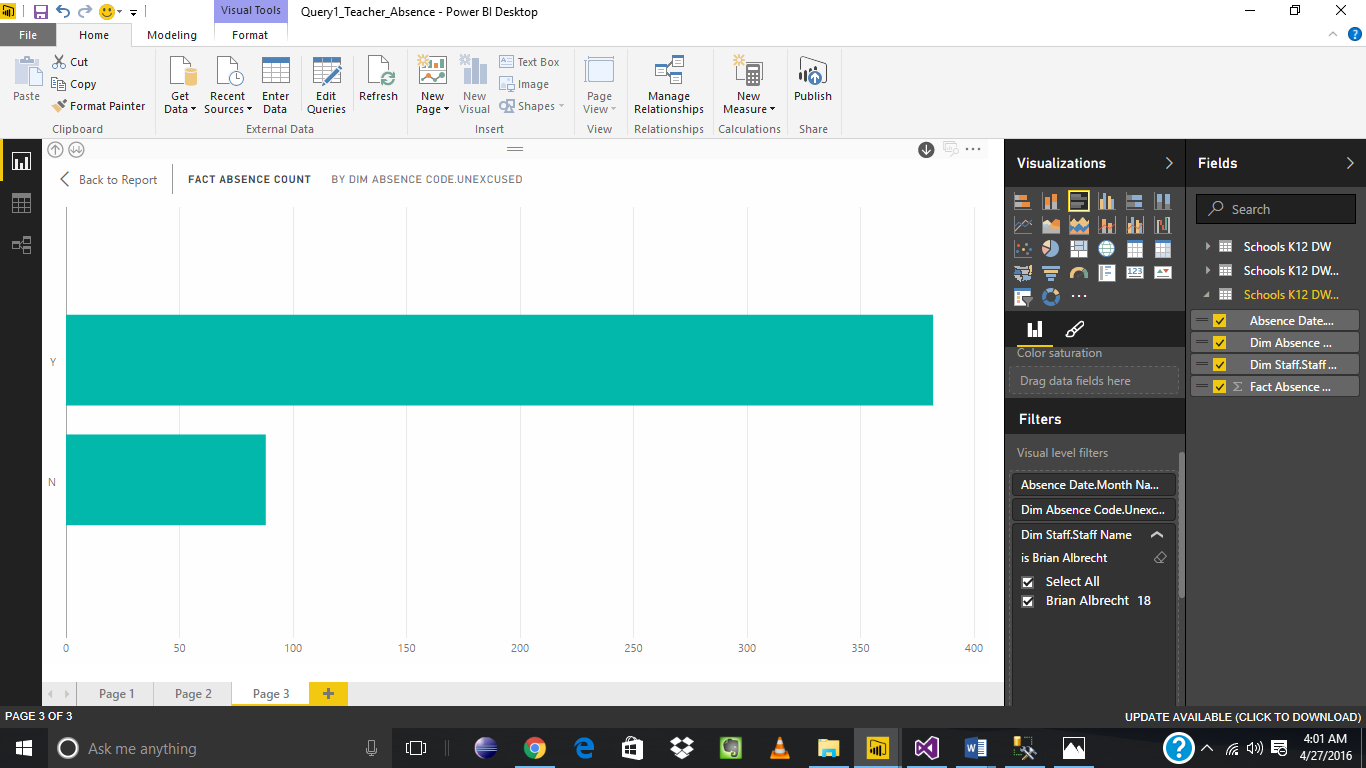 Visual Tools
Query1_Teacher_Absence - Power BI Desktop
File Home Modeling Format
Paste
Cut
Copy
Format Painter
Clipboard
Get Data
Recent Sources
Enter Data
Edit Queries
Refresh
External Data
New Page
New Visual
Text Box
Image
Shapes
Insert
Page View
View
Manage Relationships
Relationships
New Measure
Calculations
Publish
Share
Back to Report
FACT ABSENCE COUNT BY DIM ABSENCE CODE.UNEXCUSED
Y
N
0 50 100 150 200 250 300 350 400
Visualizations
123
Color saturation
Drag data fields here
Filters
Visual level filters
Absence Date.Month Na...
Dim Absence Code.Unexc...
Dim Staff.Staff Name
is Brian Albrecht
Select All
Brian Albrecht 18
Fields
Search
Schools K12 DW
Schools K12 DW...
Schools K12 DW...
Absence Date....
Dim Absence ...
Dim Staff.Staff ...
Σ Fact Absence ...
Page 1 Page 2 Page 3 +
PAGE 3 OF 3
UPDATE AVAILABLE (CLICK TO DOWNLOAD)
Ask me anything
4:01 AM
4/27/2016